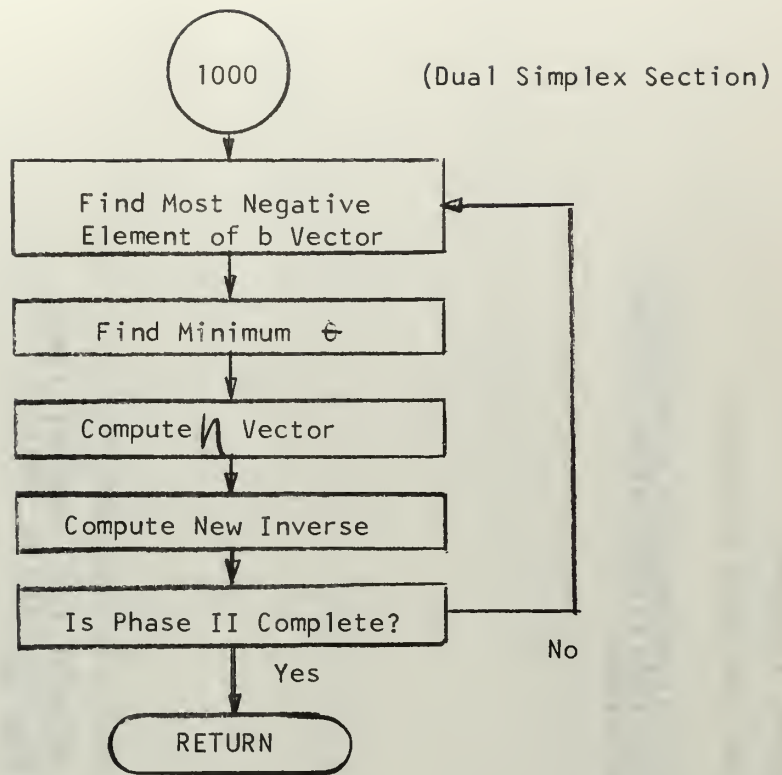 1000
(Dual Simplex Section)
Find Most Negative
Element of b Vector
Find Minimum ɵ
Compute η Vector
Compute New Inverse
Is Phase II Complete?
No
Yes
RETURN